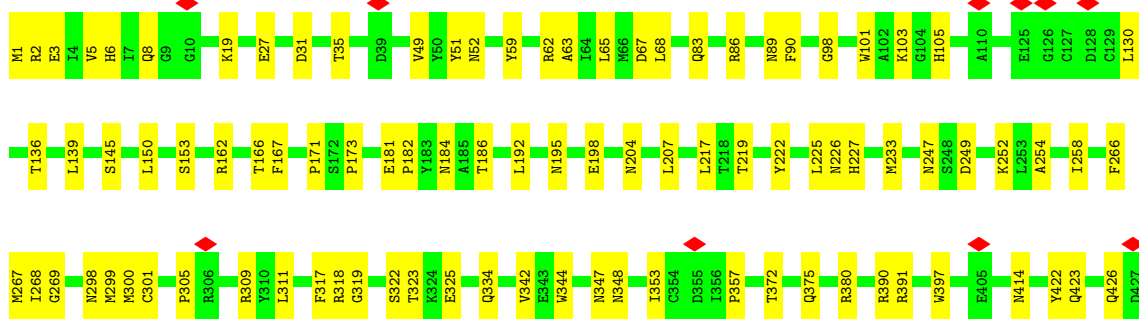 M1 R2 E3 I4 V5 H6 I7 Q8 G9 G10 K19 E27 D31 T35 D39 V49 Y50 Y51 N52 Y59 R62 A63 I64 L65 M66 D67 L68 Q83 R86 N89 F90 G98 W101 A102 K103 G104 H105 A110 E125 G126 C127 D128 C129 L130
T136 L139 S145 L150 S153 R162 T166 F167 P171 S172 P173 E181 P182 Y183 N184 A185 T186 L192 N195 E198 N204 L207 L217 T218 T219 Y222 L225 N226 H227 M233 N247 S248 D249 K252 L253 A254 I258 F266
M267 I268 G269 N298 M299 M300 C301 P305 R306 R309 Y310 L311 F317 R318 G319 S322 T323 K324 E325 Q334 V342 E343 W344 N347 N348 I353 C354 D355 I356 P357 T372 Q375 R380 R390 R391 W397 E405 N414 Y422 Q423 Q426 D427